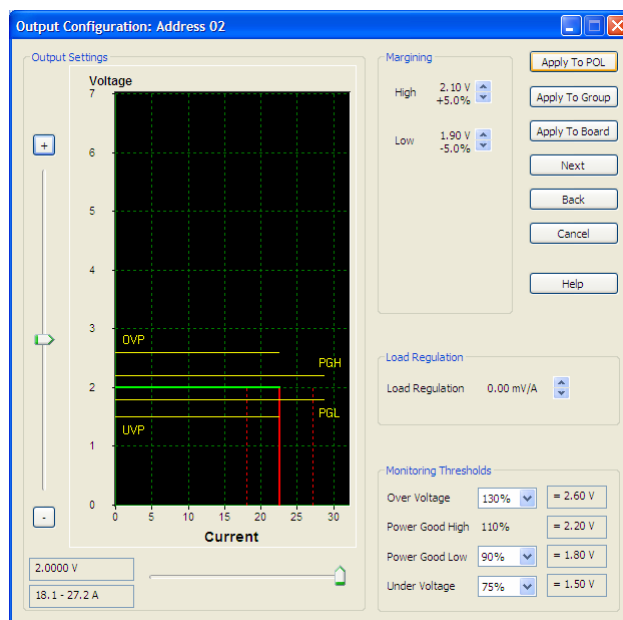 Output Configuration: Address 02
Output Settings
Voltage
7
6
5
4
3
2
1
0
OVP
PGH
PGL
UVP
0 5 10 15 20 25 30
Current
+
-
2.0000 V
18.1 - 27.2 A
Margining
High 2.10 V
+5.0%
Low 1.90 V
-5.0%
Apply To POL
Apply To Group
Apply To Board
Next
Back
Cancel
Help
Load Regulation
Load Regulation 0.00 mV/A
Monitoring Thresholds
Over Voltage 130% = 2.60 V
Power Good High 110% = 2.20 V
Power Good Low 90% = 1.80 V
Under Voltage 75% = 1.50 V